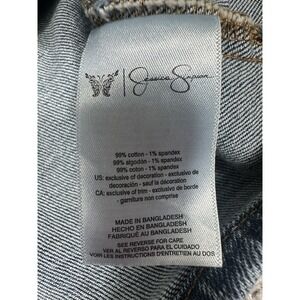 Jessica Simpson
99% cotton - 1% spandex
99% algodón - 1% spandex
99% coton - 1% spandex
US: exclusive of decoration - exclusivo de
decoración - sauf la décoration
CA: exclusive of trim - exclusivo de borde -
garniture non comprise
MADE IN BANGLADESH
HECHO EN BANGLADESH
FABRIQUÉ AU BANGLADESH
SEE REVERSE FOR CARE
VER AL REVERSO PARA EL CUIDADO
VOIR LES INSTRUCTIONS D'ENTRETIEN AU DOS